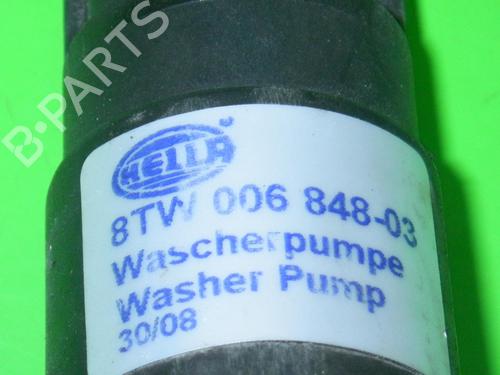 B-PARTS
HELLA
8TW 006 848-03
Wascherpumpe
Washer Pump
30/08